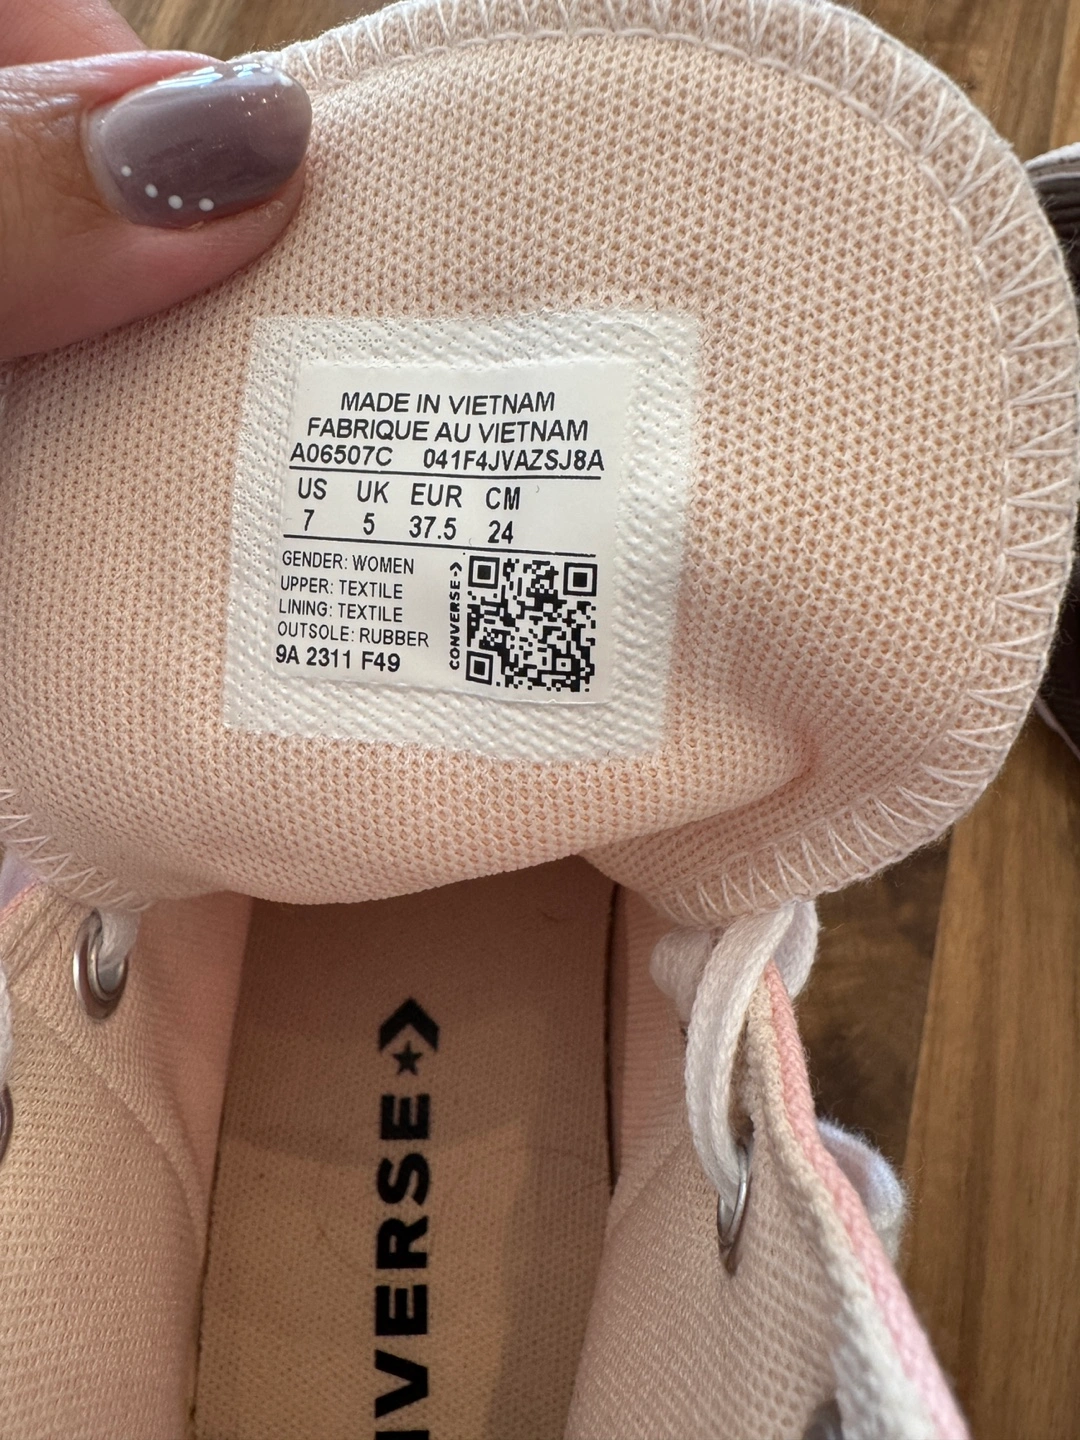 MADE IN VIETNAM
FABRIQUE AU VIETNAM
A06507C 041F4JVAZSJ8A
US UK EUR CM
7 5 37.5 24
GENDER: WOMEN
UPPER: TEXTILE
LINING: TEXTILE
OUTSOLE: RUBBER
9A 2311 F49
CONVERSE
VERSE